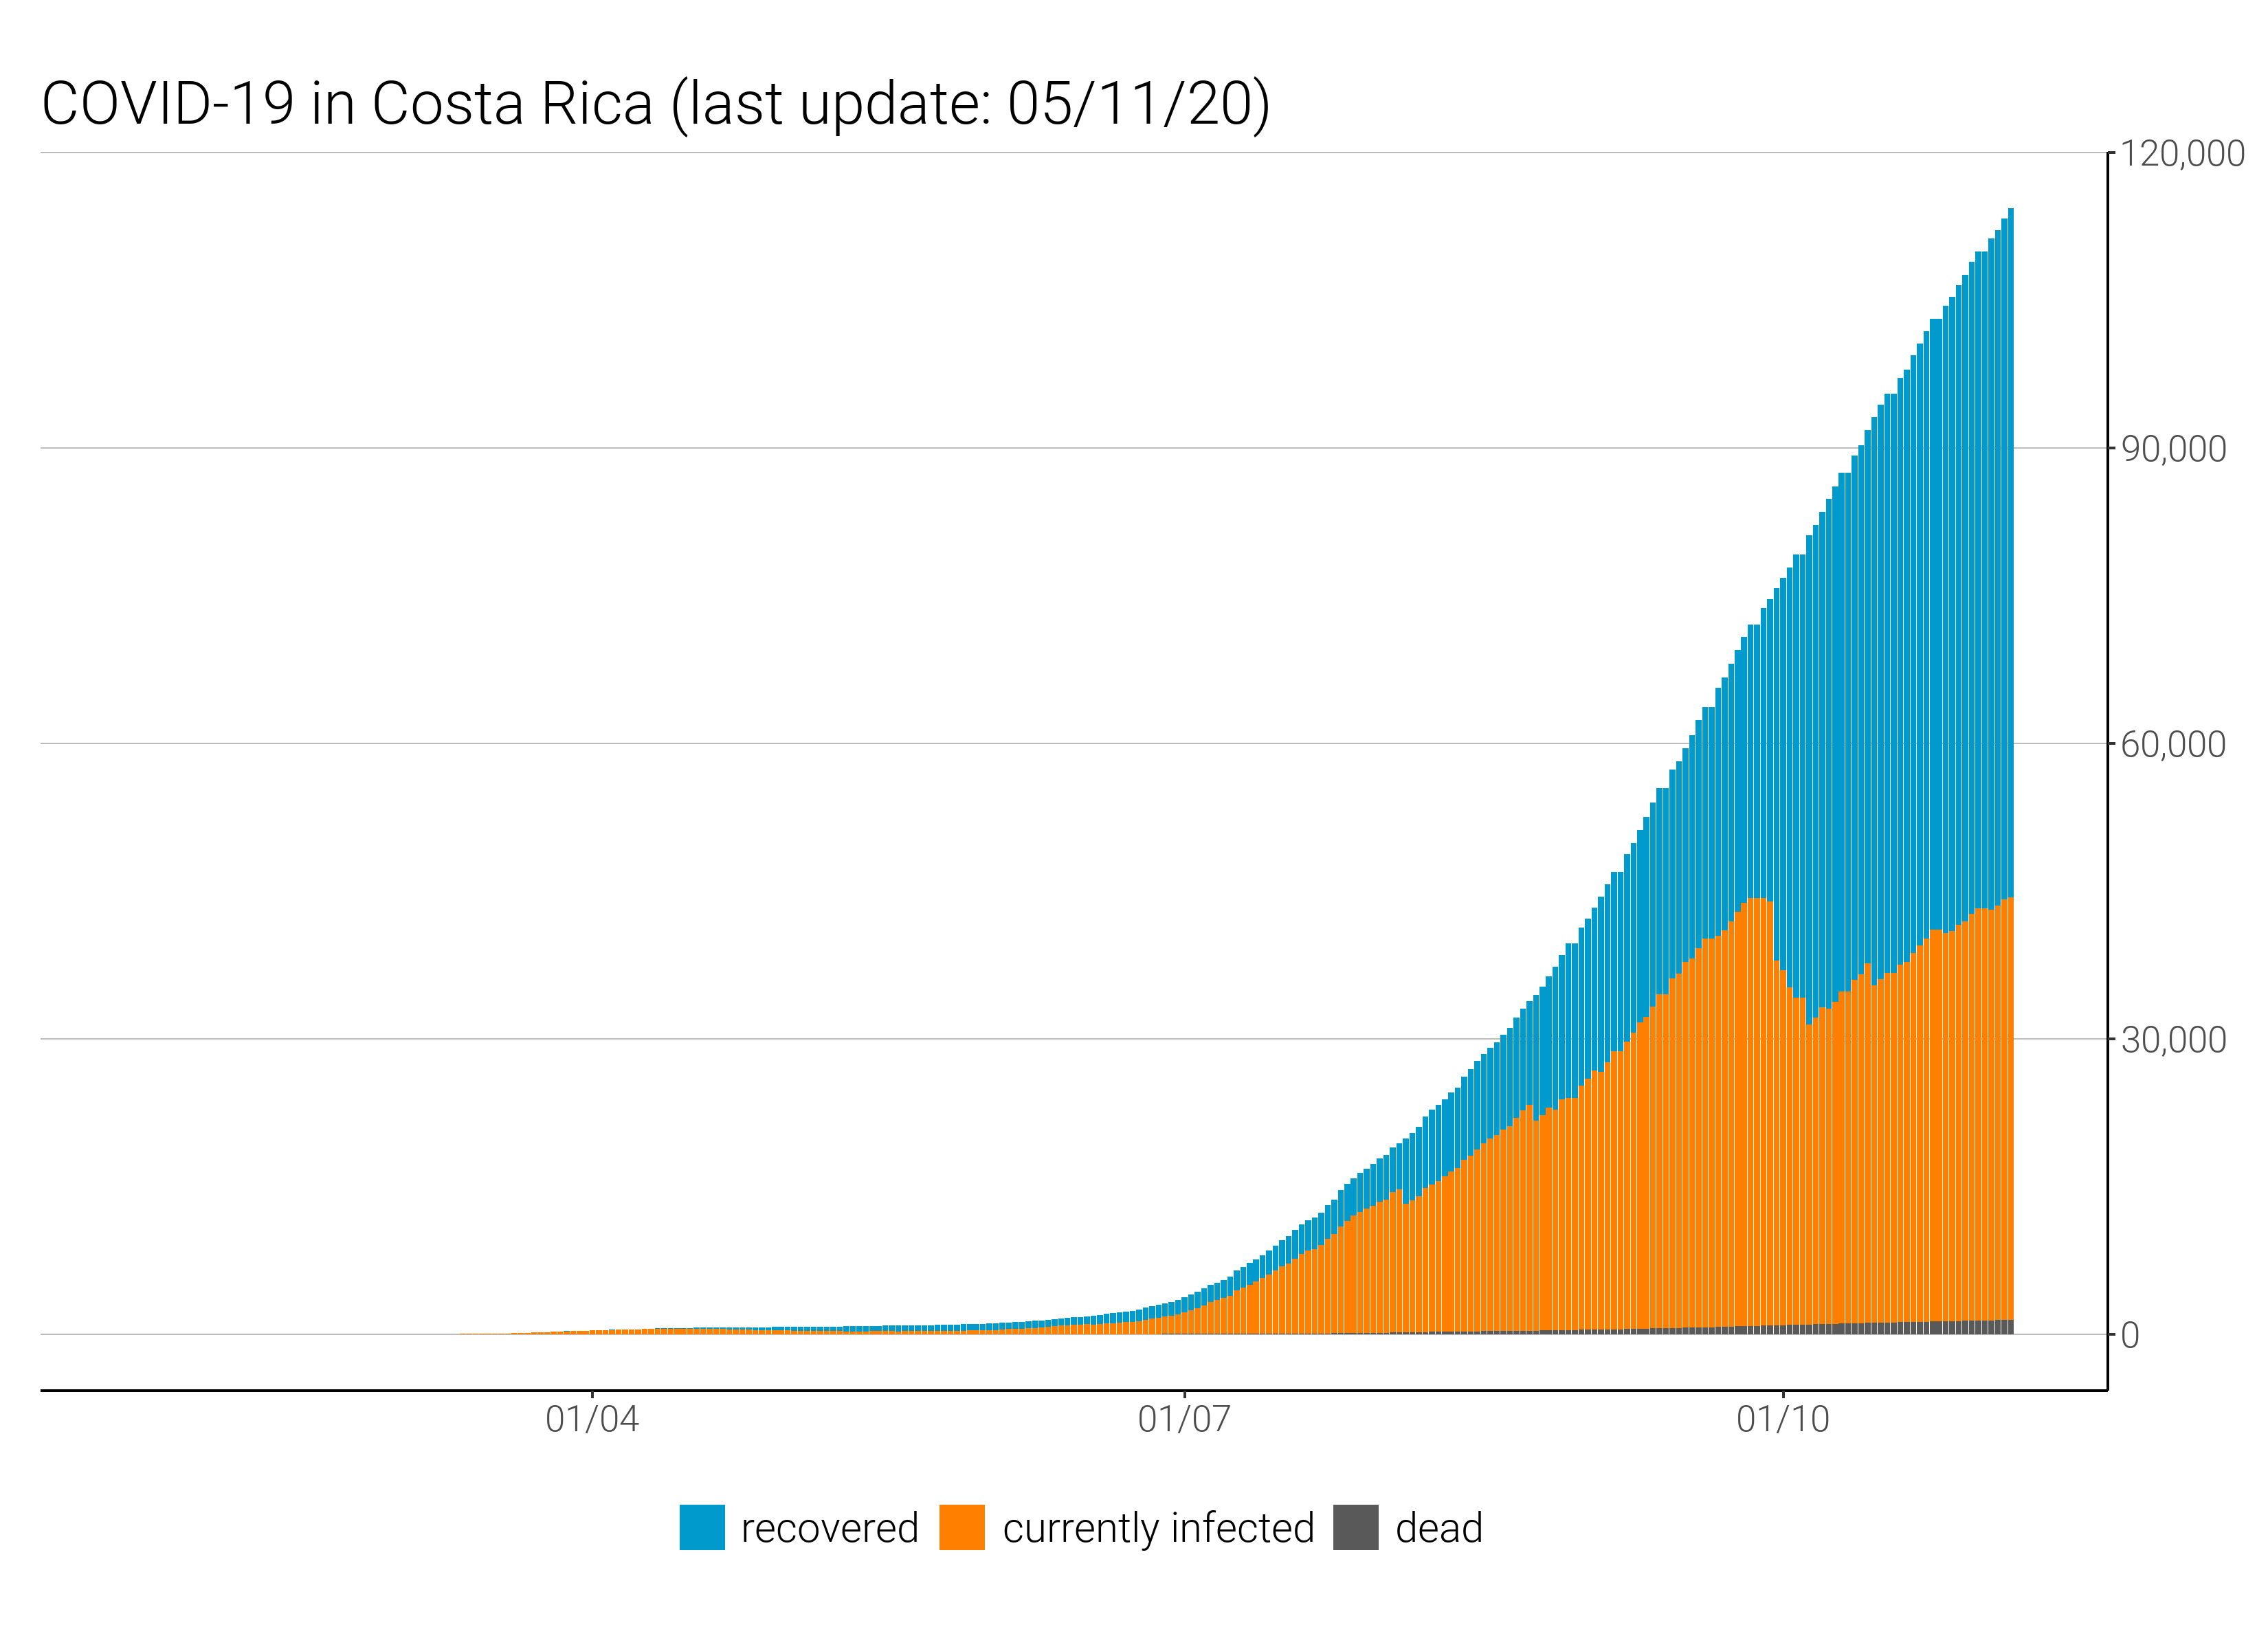 COVID-19 in Costa Rica (last update: 05/11/20)
120,000
90,000
60,000
30,000
0
01/04 01/07 01/10
recovered currently infected dead